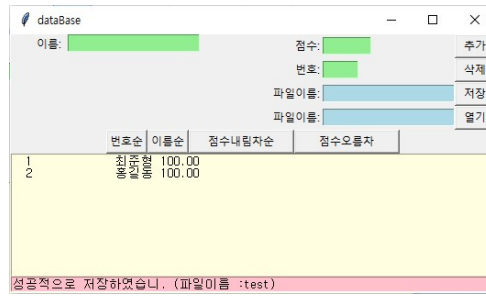 dataBase
이름: 점수: 추가
번호: 삭제
파일이름: 저장
파일이름: 열기
번호순 이름순 점수내림차순 점수오름차
1 최준형 100.00
2 홍길동 100.00
성공적으로 저장하였습니. (파일이름 :test)